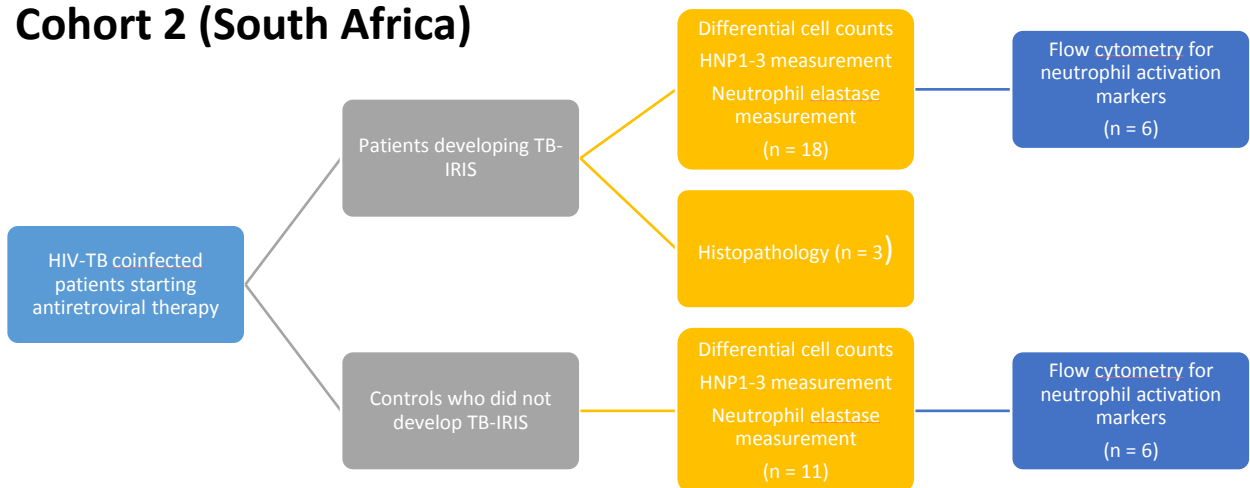 Cohort 2 (South Africa)
HIV-TB coinfected
patients starting
antiretroviral therapy
Patients developing TB-
IRIS
Controls who did not
develop TB-IRIS
Differential cell counts
HNP1-3 measurement
Neutrophil elastase
measurement
(n = 18)
Histopathology (n = 3)
Differential cell counts
HNP1-3 measurement
Neutrophil elastase
measurement
(n = 11)
Flow cytometry for
neutrophil activation
markers
(n = 6)
Flow cytometry for
neutrophil activation
markers
(n = 6)